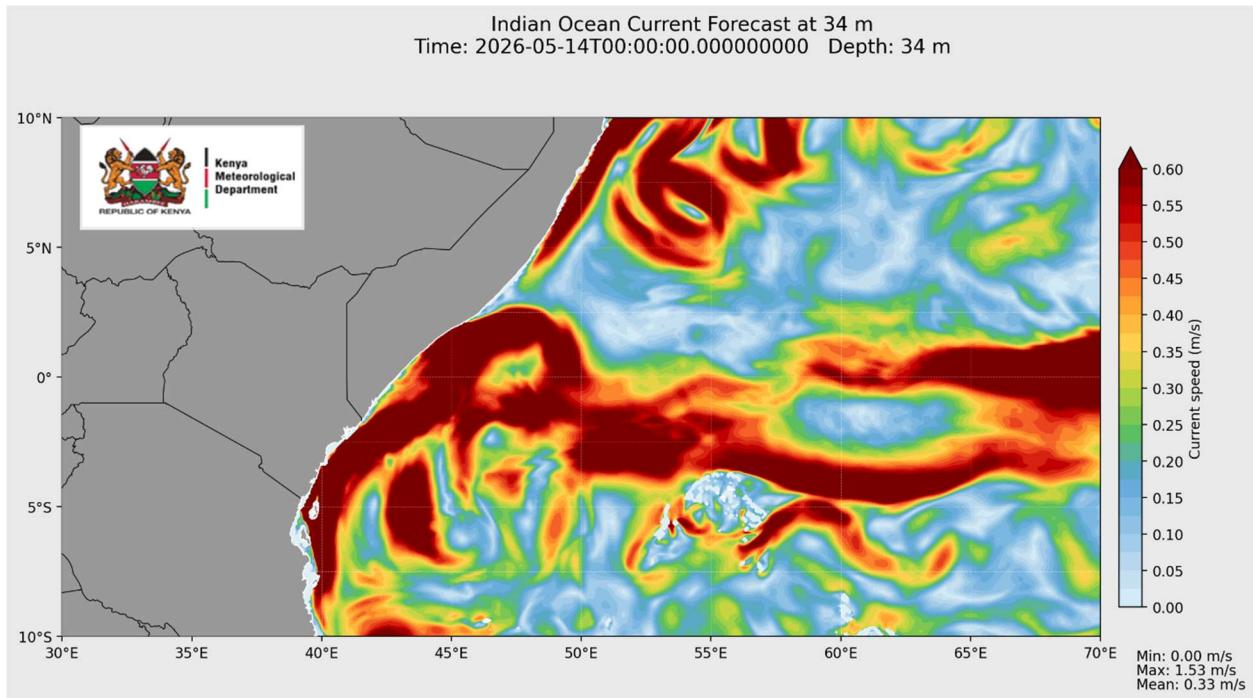 Indian Ocean Current Forecast at 34 m
Time: 2026-05-14T00:00:00.000000000   Depth: 34 m
10°N
5°N
0°
5°S
10°S
30°E
35°E
40°E
45°E
50°E
55°E
60°E
65°E
70°E
Kenya
Meteorological
Department
REPUBLIC OF KENYA
0.60
0.55
0.50
0.45
0.40
0.35
0.30
0.25
0.20
0.15
0.10
0.05
0.00
Current speed (m/s)
Min: 0.00 m/s
Max: 1.53 m/s
Mean: 0.33 m/s